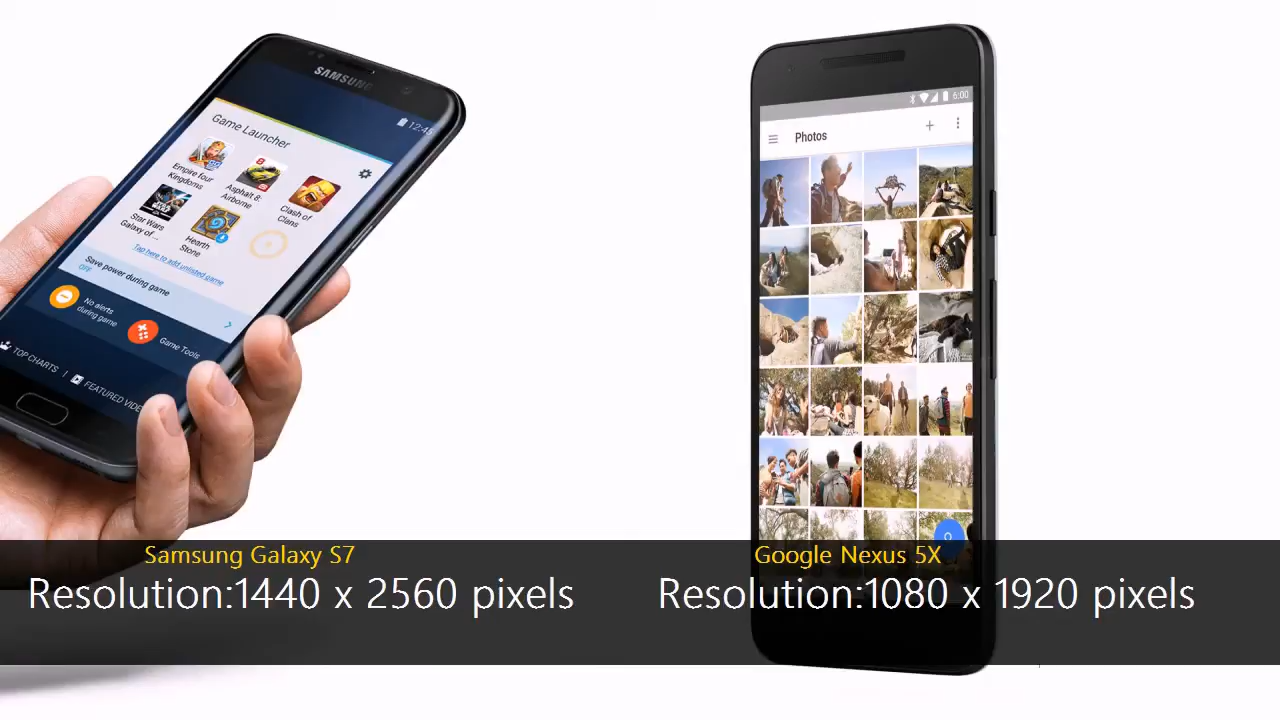 SAMSUNG
12:45
Game Launcher
Empire four
Kingdoms
Asphalt 8:
Airborne
Clash of
Clans
Star Wars
Galaxy of...
Hearth
Stone
Tap here to add unlisted game
Save power during game
OFF
No alerts
during game
Game Tools
TOP CHARTS | FEATURED VIDE
6:00
Photos
Samsung Galaxy S7
Resolution:1440 x 2560 pixels
Google Nexus 5X
Resolution:1080 x 1920 pixels